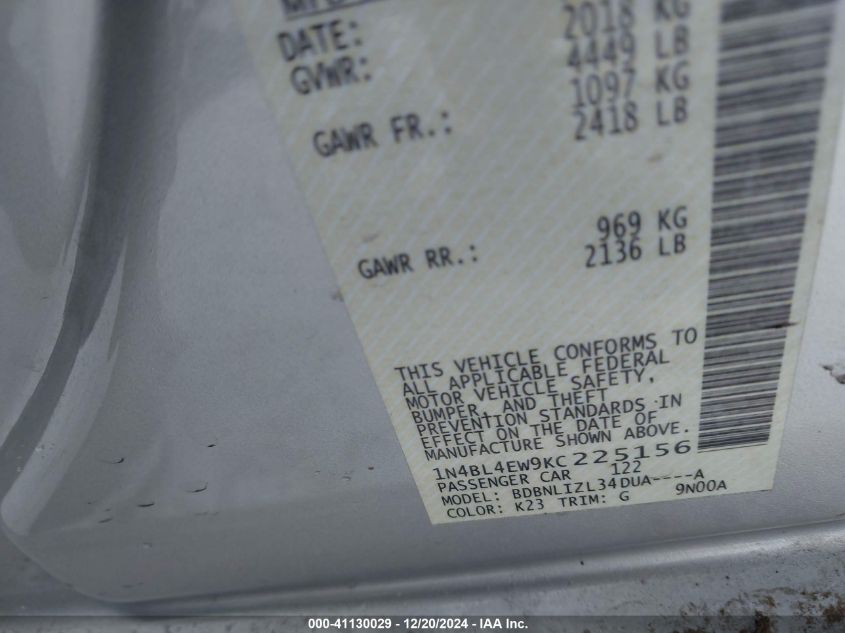 DATE: 2018 KG
GVWR: 4449 LB
1097 KG
GAWR FR.: 2418 LB
969 KG
GAWR RR.: 2136 LB
THIS VEHICLE CONFORMS TO
ALL APPLICABLE FEDERAL
MOTOR VEHICLE SAFETY,
BUMPER, AND THEFT
PREVENTION STANDARDS IN
EFFECT ON THE DATE OF
MANUFACTURE SHOWN ABOVE.
1N4BL4EW9KC225156
PASSENGER CAR 122
MODEL: BDBNLIZL34DUA----A
COLOR: K23 TRIM: G 9N00A
000-41130029 - 12/20/2024 - IAA Inc.